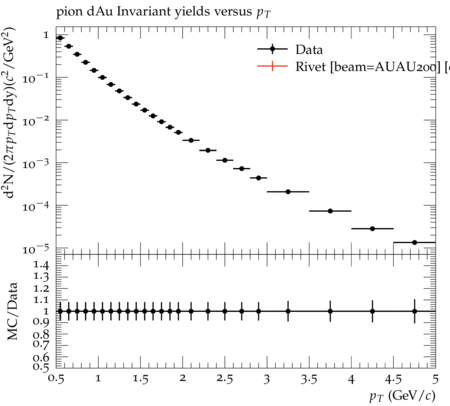 pion dAu Invariant yields versus p_T
Data
Rivet [beam=AUAU200] [
d²N/(2πp_Tdp_Tdy)(c²/GeV²)
1
10⁻¹
10⁻²
10⁻³
10⁻⁴
10⁻⁵
MC/Data
1.4
1.3
1.2
1.1
1
0.9
0.8
0.7
0.6
0.5
0.5 1 1.5 2 2.5 3 3.5 4 4.5 5
p_T (GeV/c)